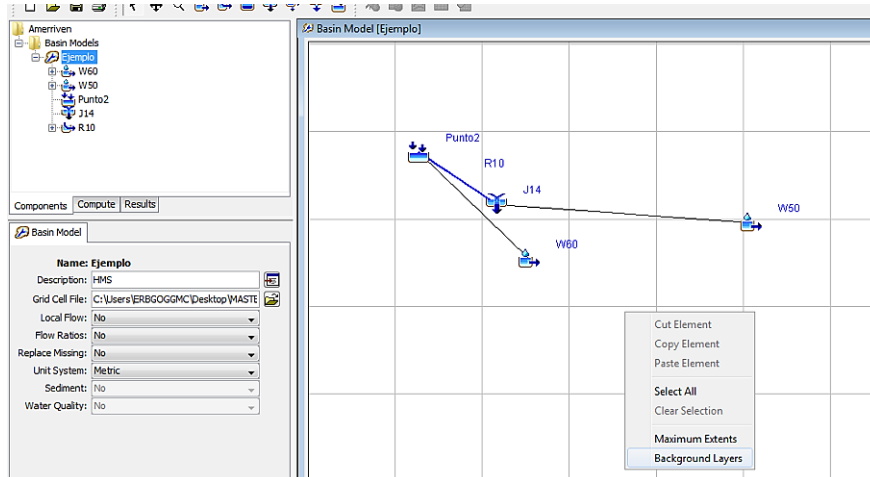 Amerriven
Basin Models
Ejemplo
W60
W50
Punto2
J14
R10
Components Compute Results
Basin Model
Name: Ejemplo
Description: HMS
Grid Cell File: C:\Users\ERBGOGGMC\Desktop\MASTE
Local Flow: No
Flow Ratios: No
Replace Missing: No
Unit System: Metric
Sediment: No
Water Quality: No
Basin Model [Ejemplo]
Punto2
R10
J14
W50
W60
Cut Element
Copy Element
Paste Element
Select All
Clear Selection
Maximum Extents
Background Layers